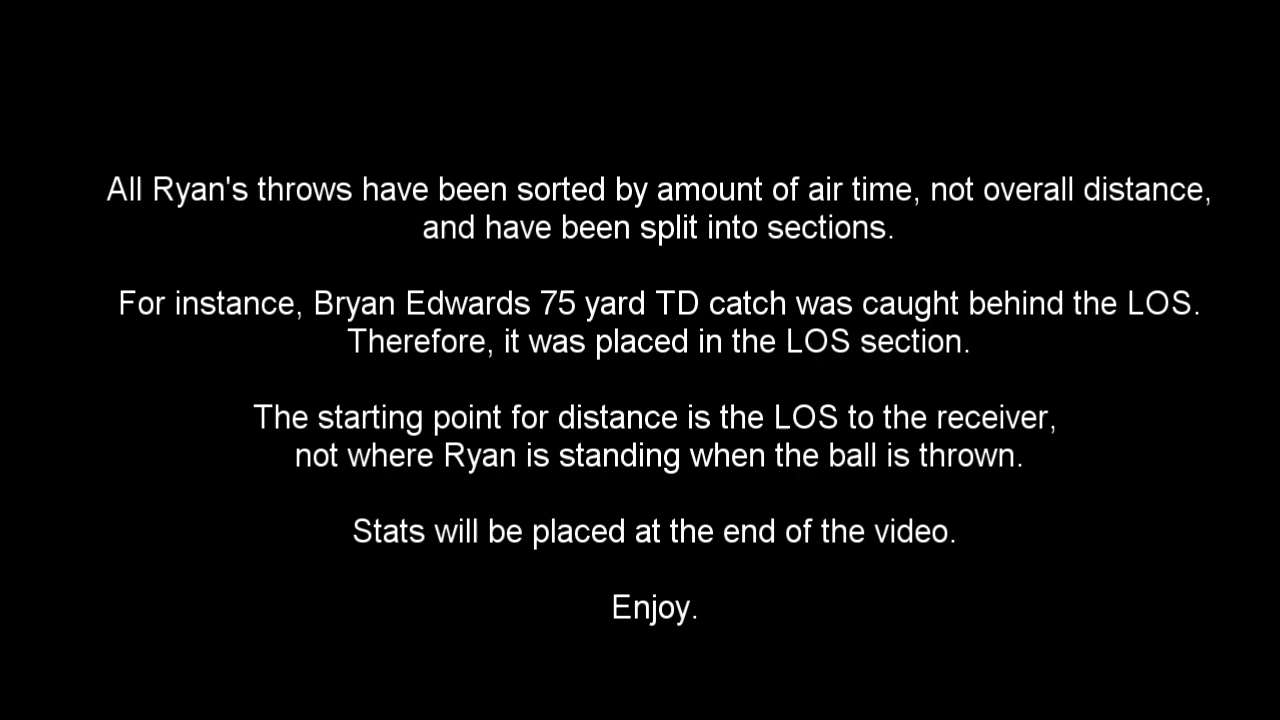 All Ryan's throws have been sorted by amount of air time, not overall distance,
and have been split into sections.
For instance, Bryan Edwards 75 yard TD catch was caught behind the LOS.
Therefore, it was placed in the LOS section.
The starting point for distance is the LOS to the receiver,
not where Ryan is standing when the ball is thrown.
Stats will be placed at the end of the video.
Enjoy.